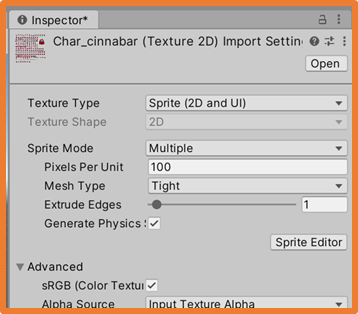 Inspector*
Char_cinnabar (Texture 2D) Import Settin
Open
Texture Type Sprite (2D and UI)
Texture Shape 2D
Sprite Mode Multiple
Pixels Per Unit 100
Mesh Type Tight
Extrude Edges 1
Generate Physics
Sprite Editor
Advanced
sRGB (Color Textu
Alpha Source Input Texture Alpha